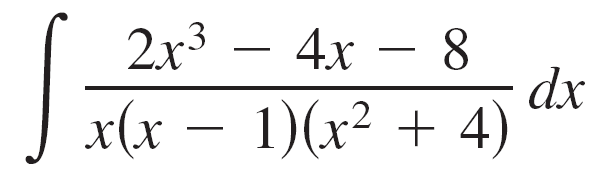 ∫ (2x³ − 4x − 8) / (x(x − 1)(x² + 4)) dx